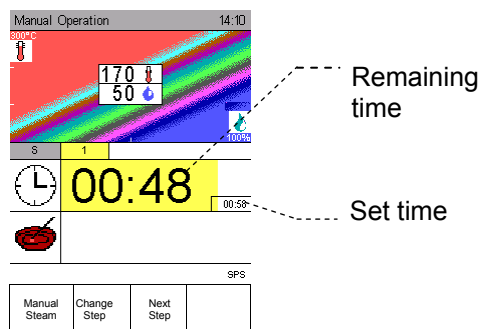 Manual Operation 14:10
300°C
170
50
100%
S 1
00:48
00:58
SPS
Manual Steam
Change Step
Next Step
Remaining time
Set time